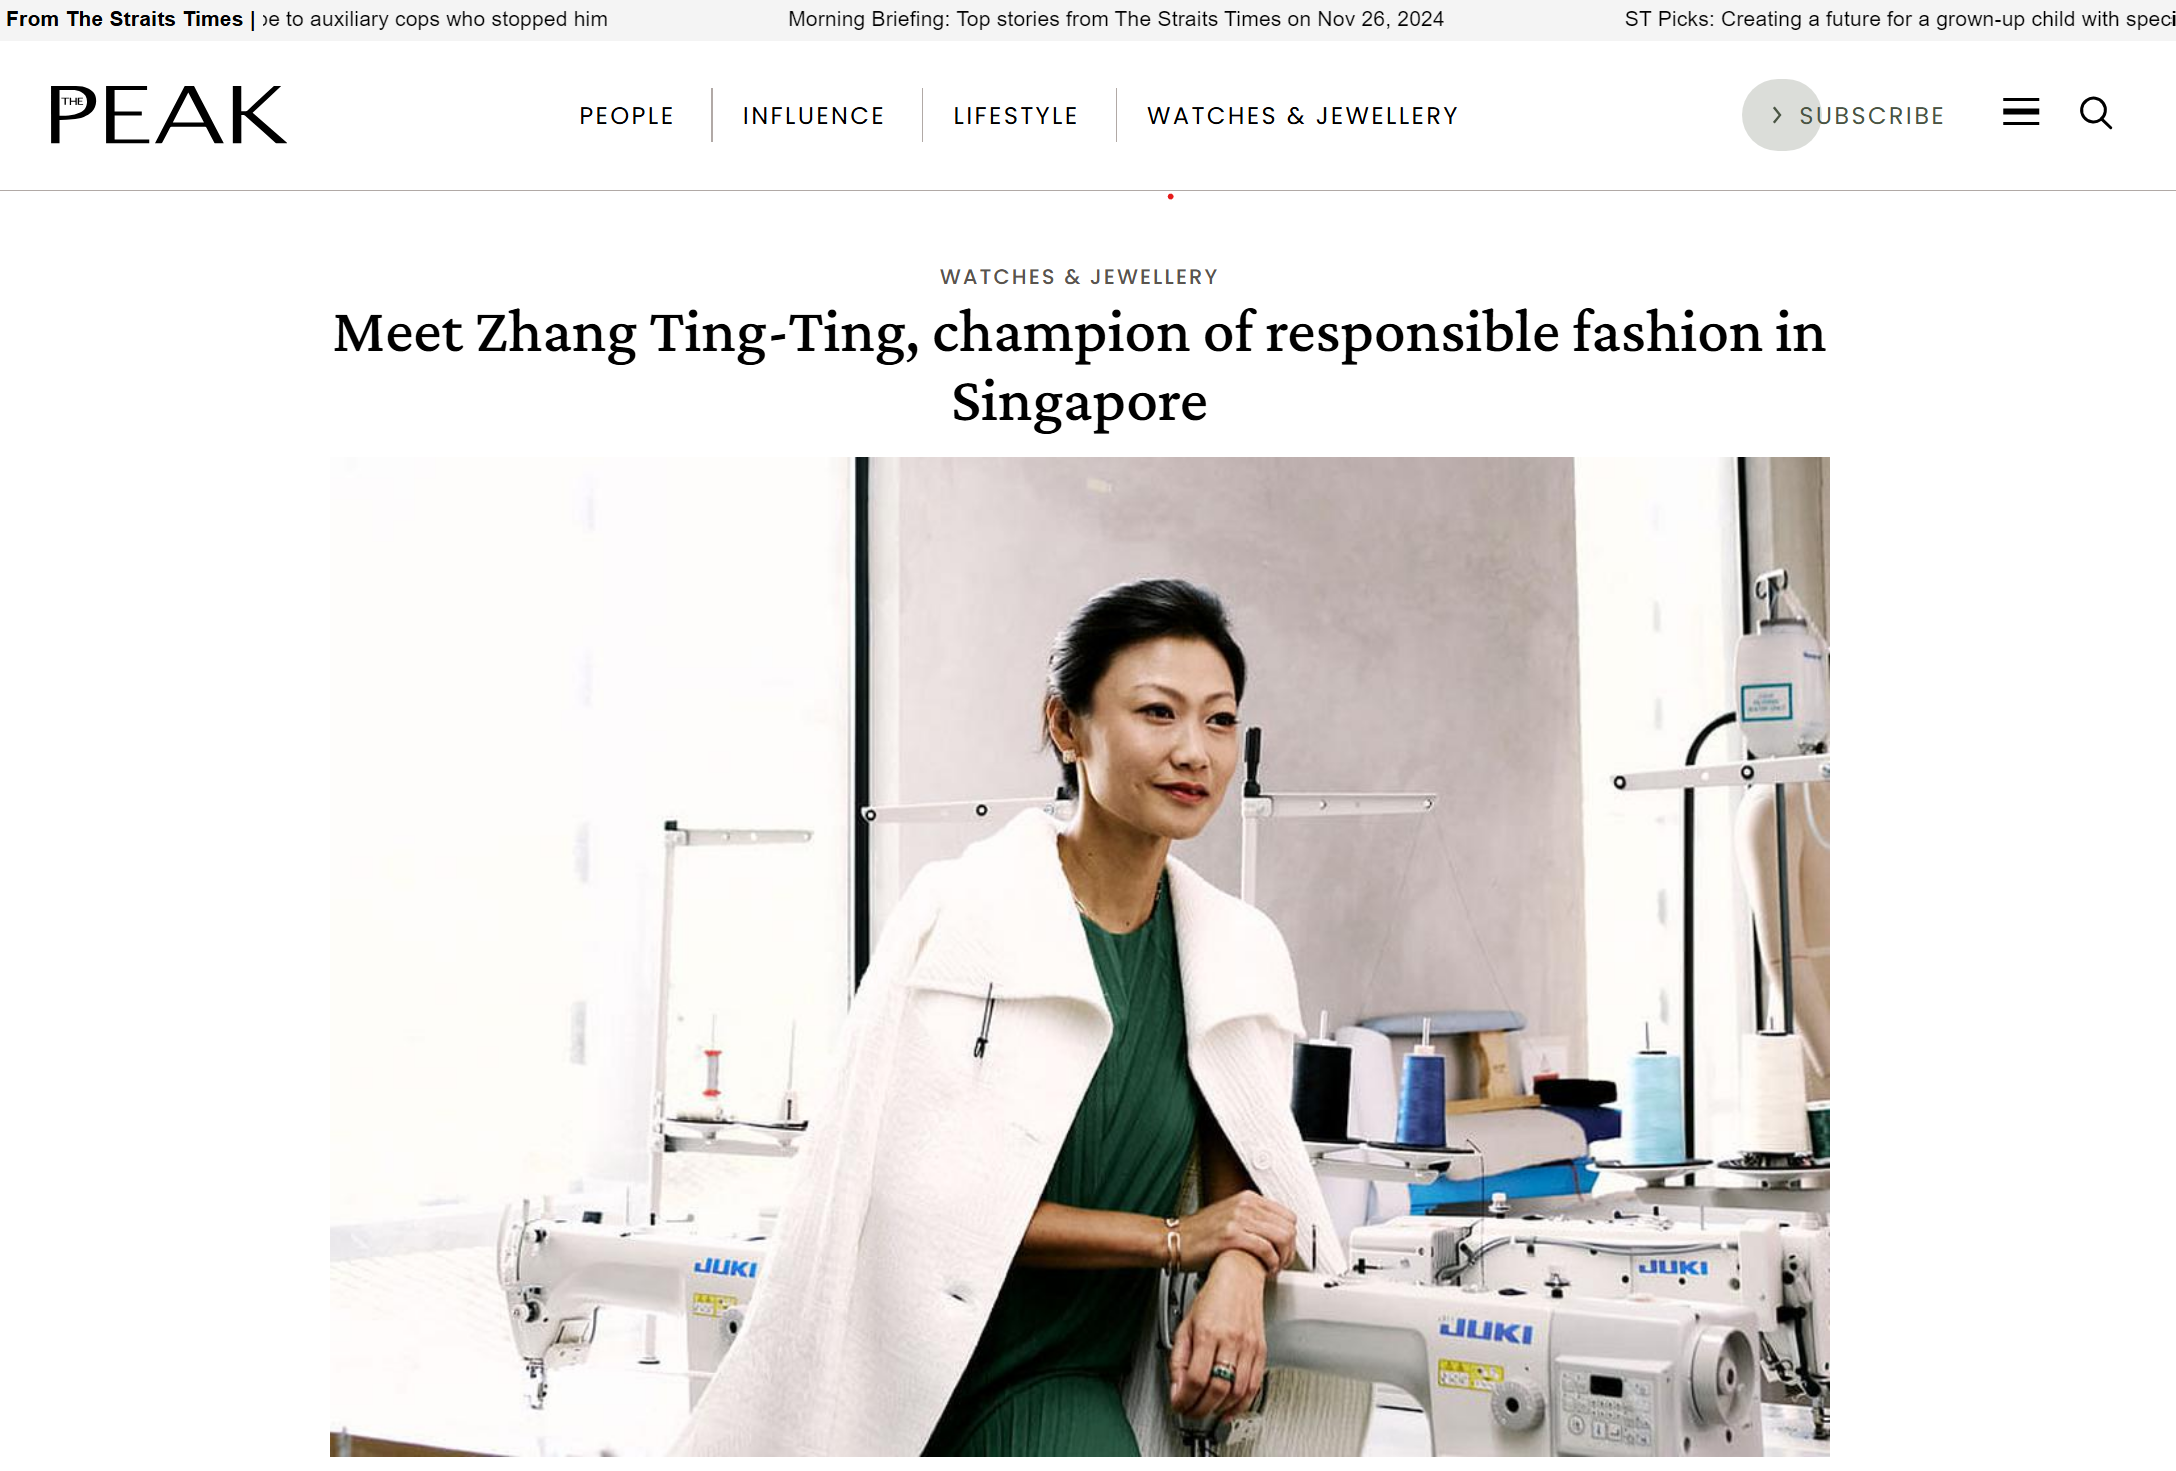 From The Straits Times | pe to auxiliary cops who stopped him Morning Briefing: Top stories from The Straits Times on Nov 26, 2024 ST Picks: Creating a future for a grown-up child with speci
THE PEAK
PEOPLE INFLUENCE LIFESTYLE WATCHES & JEWELLERY
SUBSCRIBE
WATCHES & JEWELLERY
Meet Zhang Ting-Ting, champion of responsible fashion in
Singapore
JUKI
JUKI
JUKI